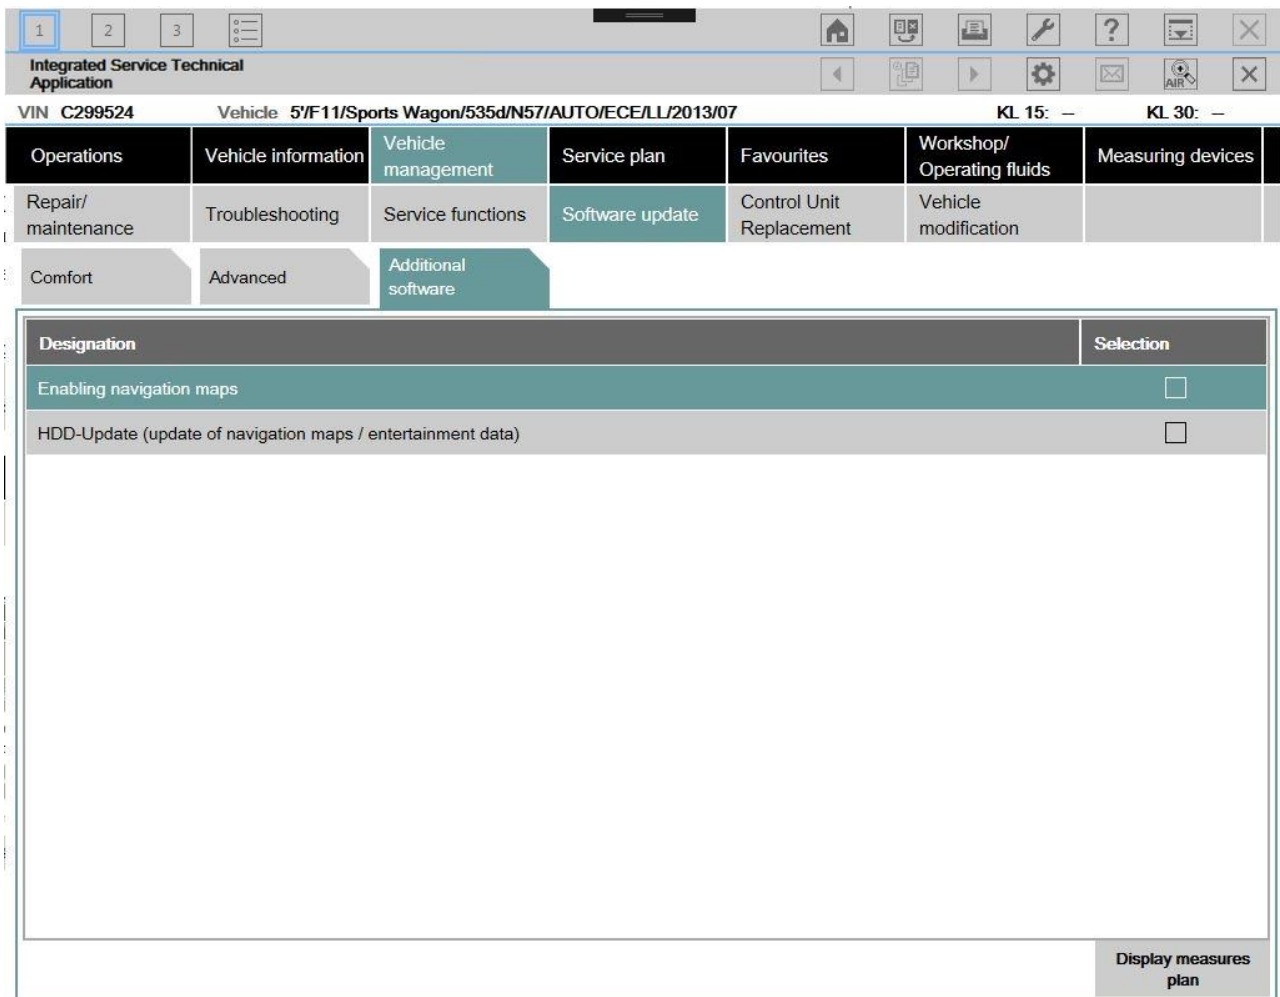 1 2 3
Integrated Service Technical
Application
VIN C299524 Vehicle 5'/F11/Sports Wagon/535d/N57/AUTO/ECE/LL/2013/07 KL 15: -- KL 30: --
Operations
Vehicle information
Vehicle
management
Service plan
Favourites
Workshop/
Operating fluids
Measuring devices
Repair/
maintenance
Troubleshooting
Service functions
Software update
Control Unit
Replacement
Vehicle
modification
Comfort
Advanced
Additional
software
Designation
Selection
Enabling navigation maps
HDD-Update (update of navigation maps / entertainment data)
Display measures
plan
?
AIR